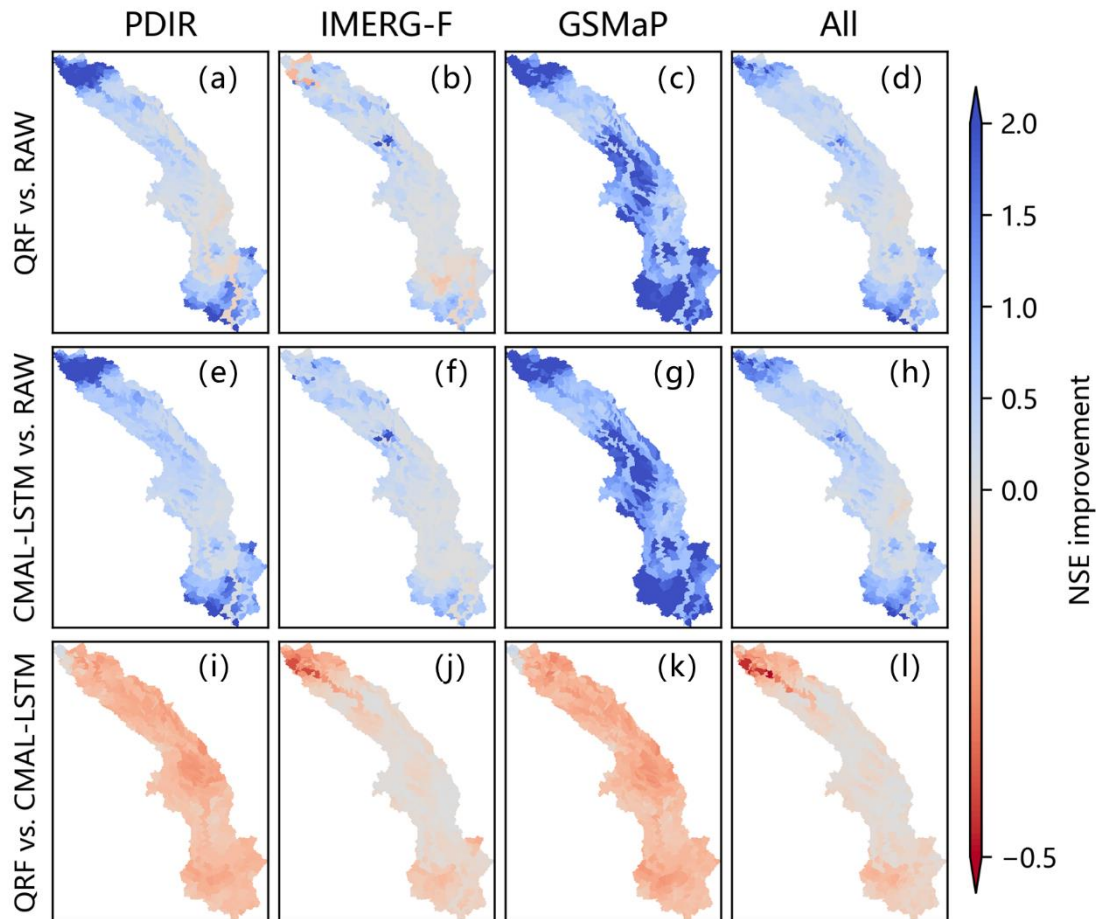 PDIR IMERG-F GSMaP All
QRF vs. RAW
(a) (b) (c) (d)
CMAL-LSTM vs. RAW
(e) (f) (g) (h)
QRF vs. CMAL-LSTM
(i) (j) (k) (l)
2.0
1.5
1.0
0.5
0.0
−0.5
NSE improvement